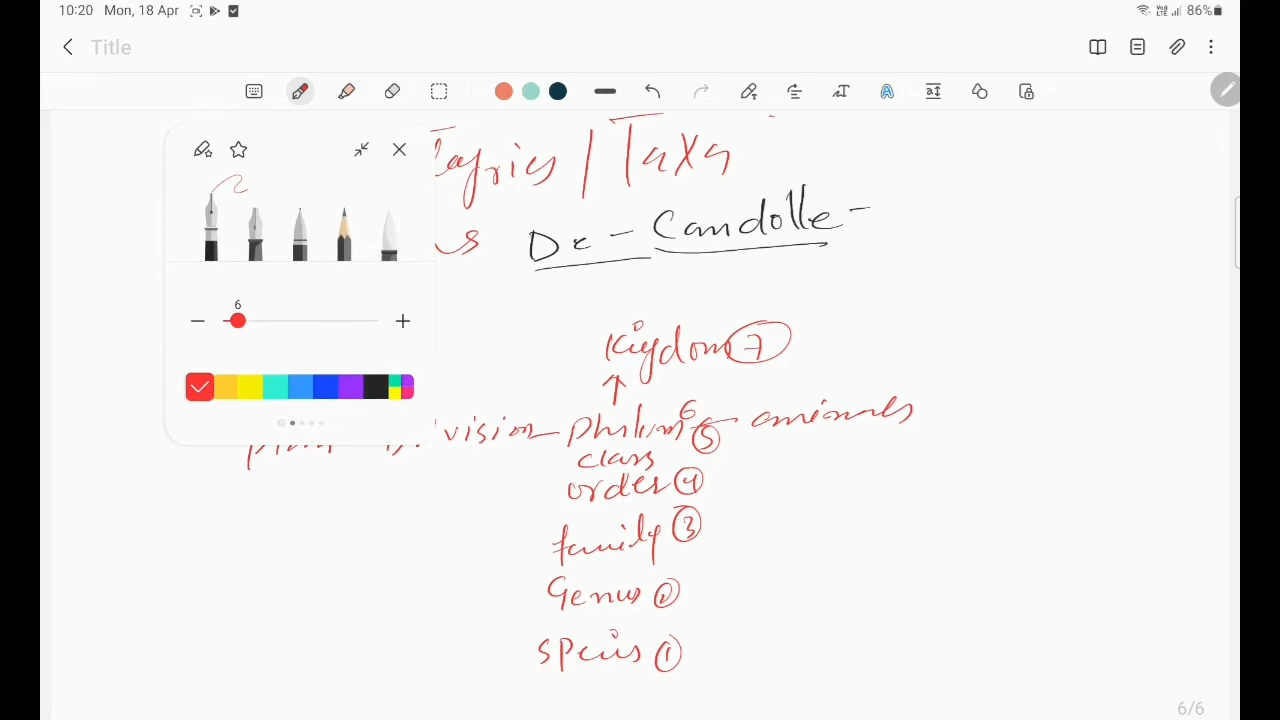 10:20 Mon, 18 Apr
86%
Title
/ Taxa
De - Candolle -
6
Kigdom 7
vision phylum 6 - animals
class 5
order 4
family 3
Genus 2
speius 1
6/6